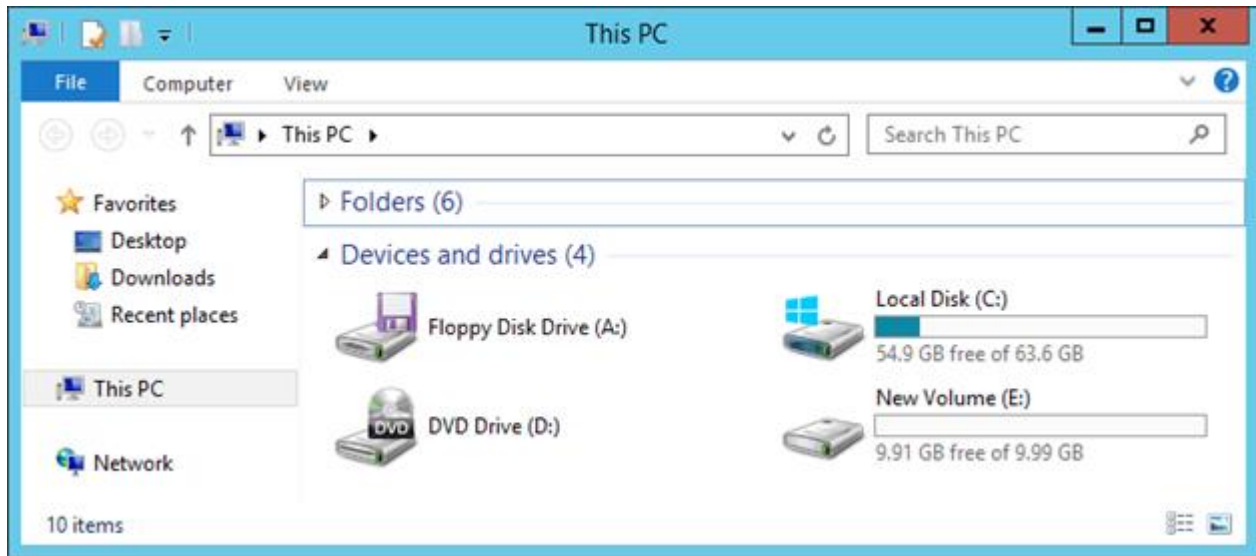 This PC
File Computer View
This PC
Search This PC
Favorites
Desktop
Downloads
Recent places
This PC
Network
Folders (6)
Devices and drives (4)
Floppy Disk Drive (A:)
Local Disk (C:)
54.9 GB free of 63.6 GB
DVD
DVD Drive (D:)
New Volume (E:)
9.91 GB free of 9.99 GB
10 items